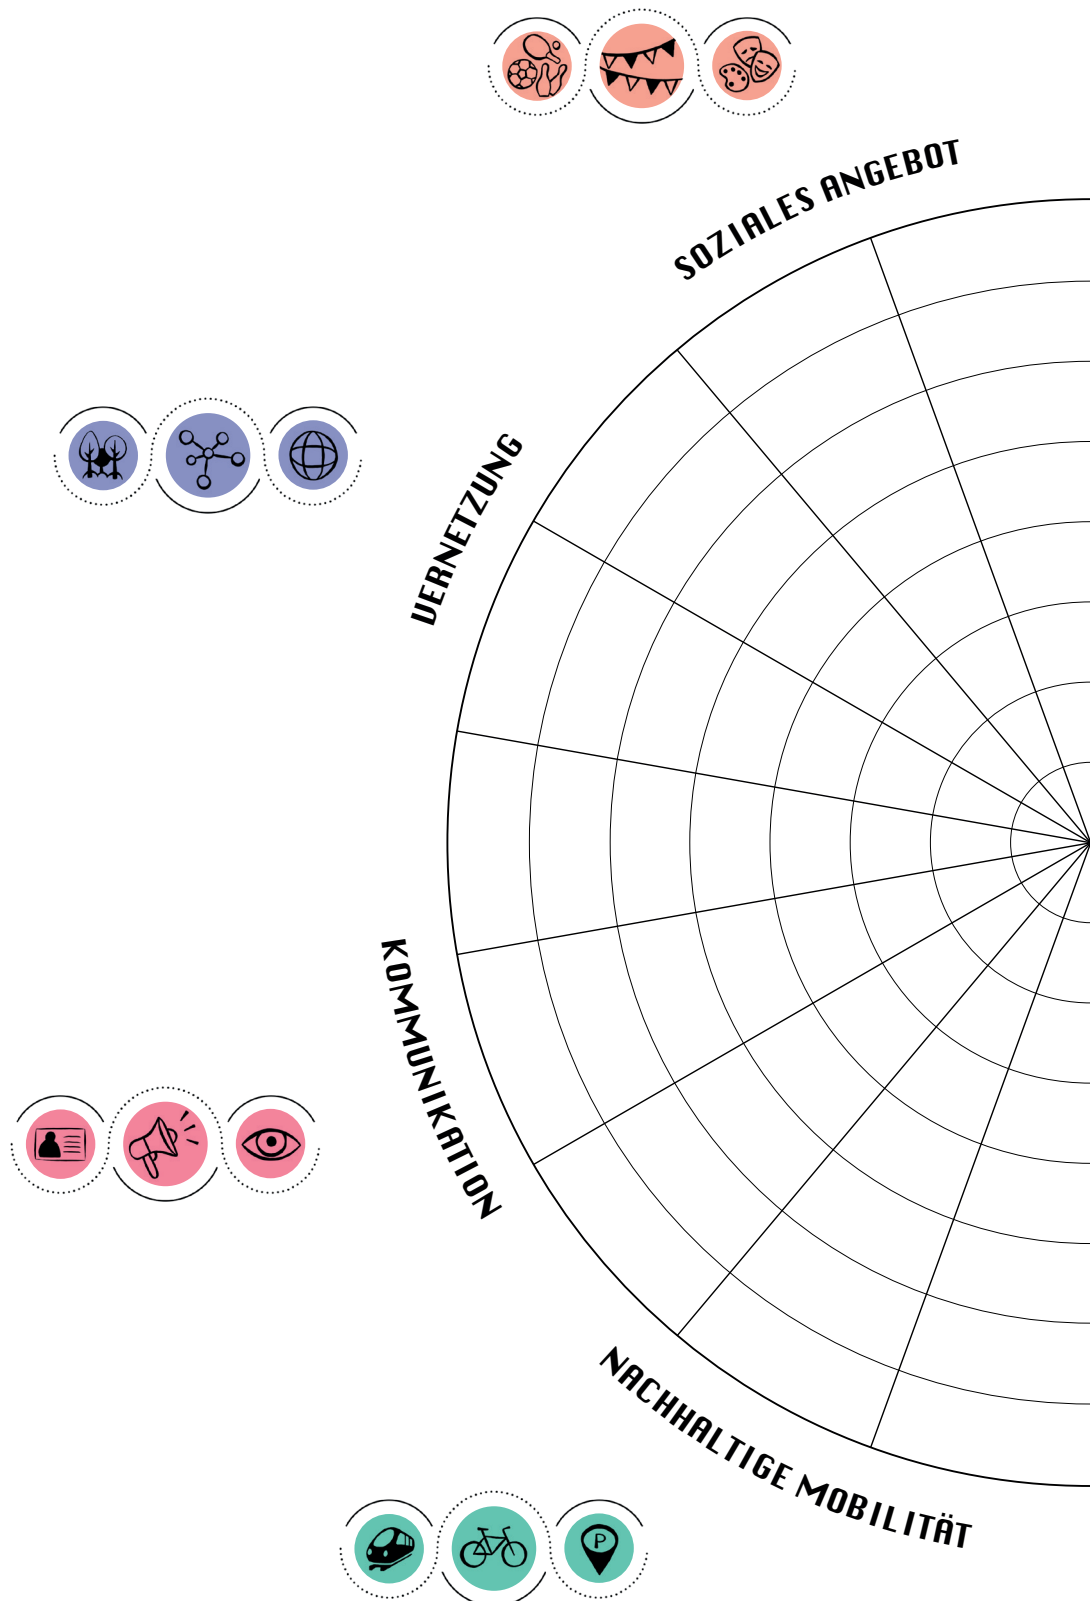 SOZIALES ANGEBOT
VERNETZUNG
KOMMUNIKATION
NACHHALTIGE MOBILITÄT
P